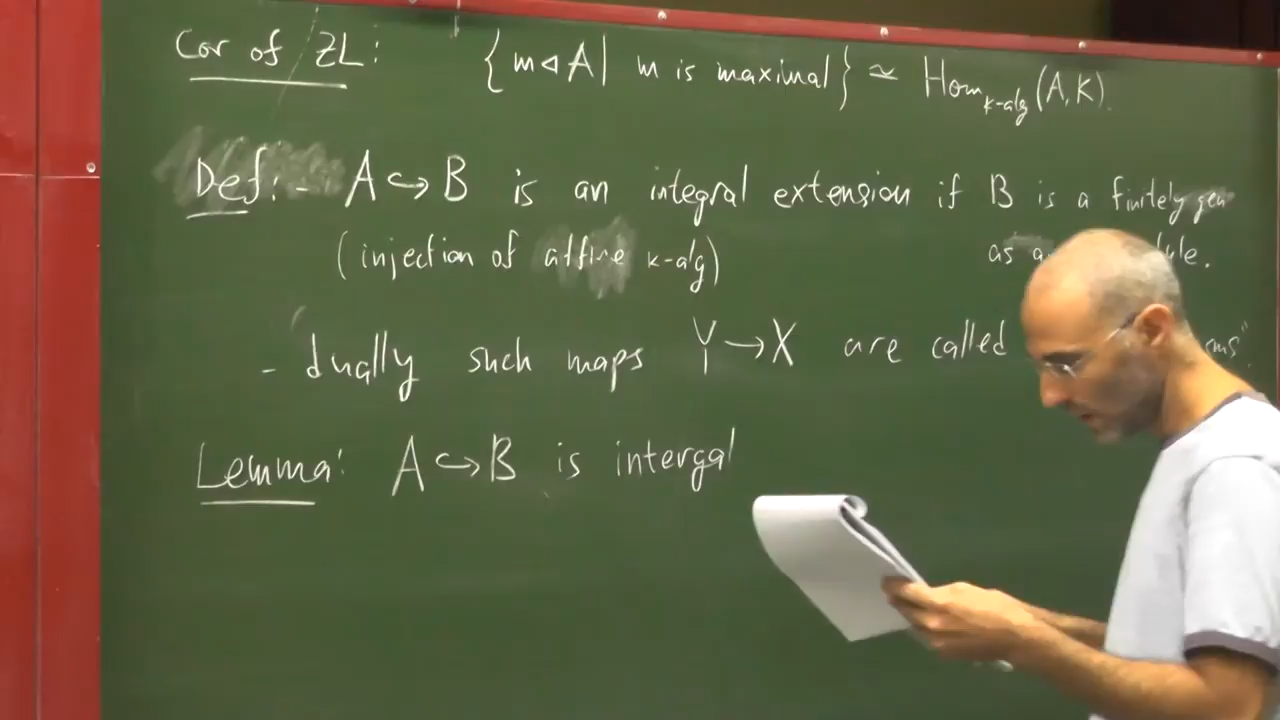 Cor of ZL: {m ⊲ A | m is maximal} ≃ Hom_{k-alg}(A, K).
Def: - A ↪ B is an integral extension if B is a finitely gen
(injection of affine k-alg) as
- dually such maps Y → X are called
Lemma: A ↪ B is intergal